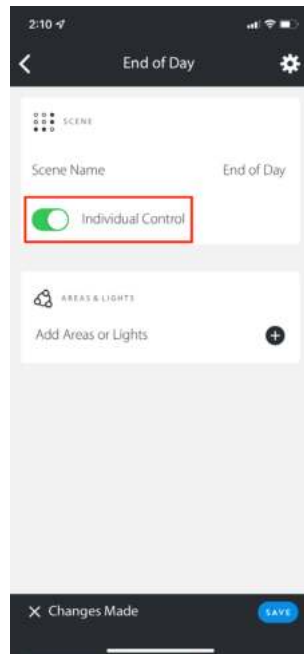 2:10
End of Day
SCENE
Scene Name
End of Day
Individual Control
AREAS & LIGHTS
Add Areas or Lights
Changes Made
SAVE